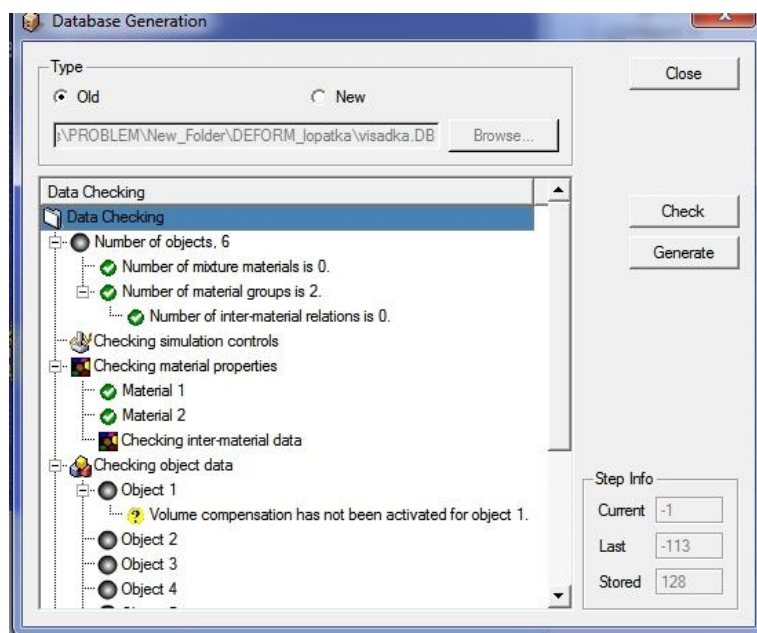 Database Generation
Type
Old
New
\PROBLEM\New_Folder\DEFORM_lopatka\visadka.DB
Browse...
Close
Data Checking
Data Checking
Number of objects, 6
Number of mixture materials is 0.
Number of material groups is 2.
Number of inter-material relations is 0.
Checking simulation controls
Checking material properties
Material 1
Material 2
Checking inter-material data
Checking object data
Object 1
Volume compensation has not been activated for object 1.
Object 2
Object 3
Object 4
Check
Generate
Step Info
Current -1
Last -113
Stored 128